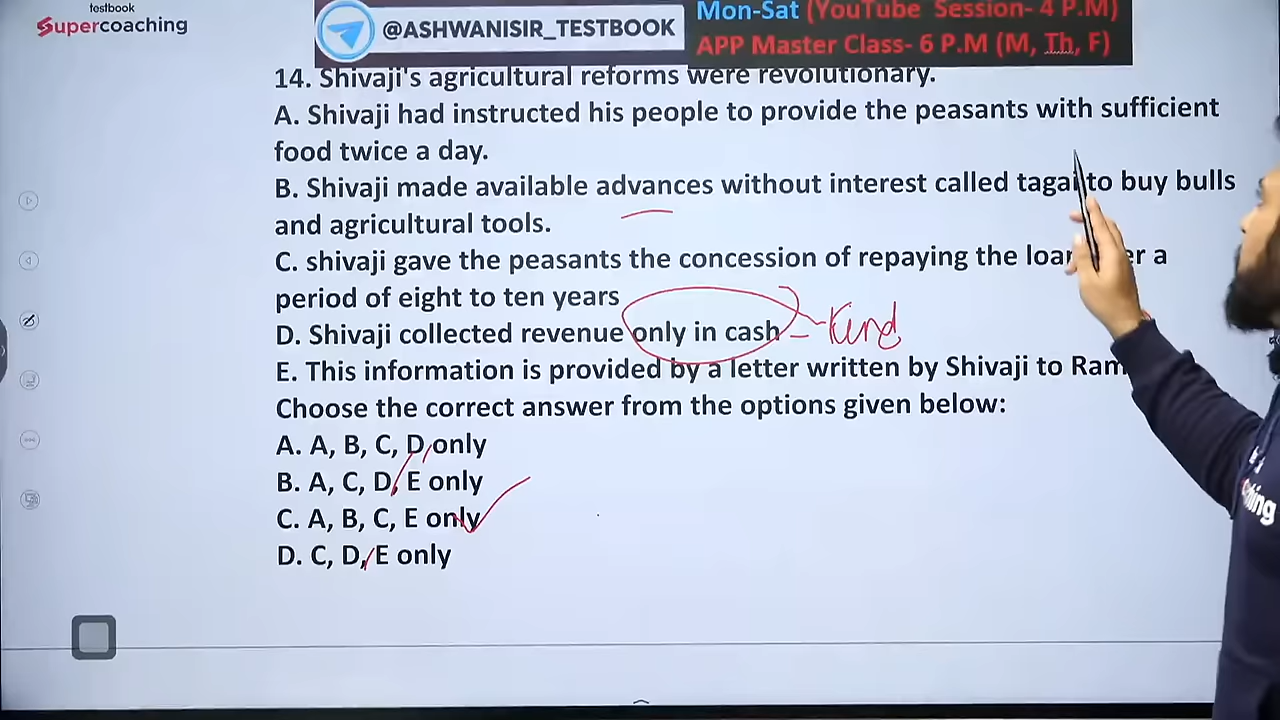 testbook
Supercoaching
@ASHWANISIR_TESTBOOK
Mon-Sat (YouTube Session- 4 P.M)
APP Master Class- 6 P.M (M, Th, F)
14. Shivaji's agricultural reforms were revolutionary.
A. Shivaji had instructed his people to provide the peasants with sufficient
food twice a day.
B. Shivaji made available advances without interest called tagai to buy bulls
and agricultural tools.
C. shivaji gave the peasants the concession of repaying the a
period of eight to ten years
D. Shivaji collected revenue only in cash - Kind
E. This information is provided by a letter written by Shivaji to
Choose the correct answer from the options given below:
A. A, B, C, D, only
B. A, C, D, E only
C. A, B, C, E only
D. C, D, E only